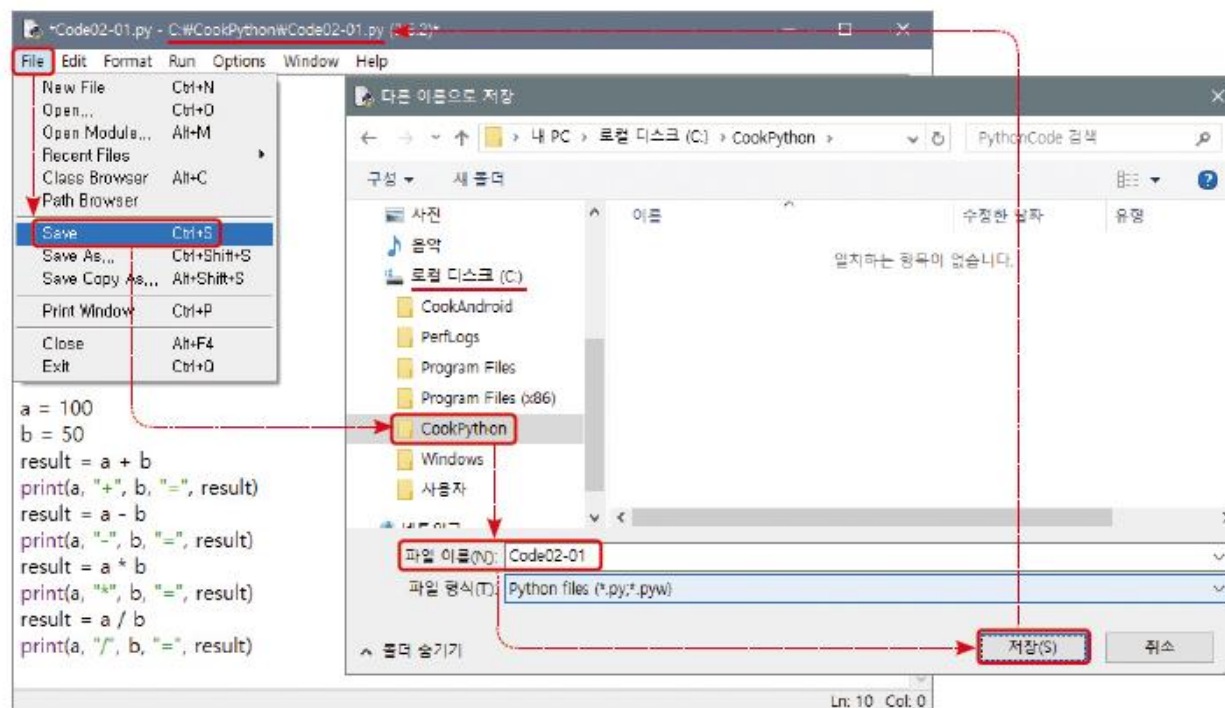 *Code02-01.py - C:₩CookPython₩Code02-01.py (3.6.2)*
File Edit Format Run Options Window Help
New File Ctrl+N
Open... Ctrl+O
Open Module... Alt+M
Recent Files
Class Browser Alt+C
Path Browser
Save Ctrl+S
Save As... Ctrl+Shift+S
Save Copy As... Alt+Shift+S
Print Window Ctrl+P
Close Alt+F4
Exit Ctrl+Q
a = 100
b = 50
result = a + b
print(a, "+", b, "=", result)
result = a - b
print(a, "-", b, "=", result)
result = a * b
print(a, "*", b, "=", result)
result = a / b
print(a, "/", b, "=", result)
다른 이름으로 저장
내 PC > 로컬 디스크 (C:) > CookPython >
PythonCode 검색
구성 새 폴더
이름 수정한 날짜 유형
일치하는 항목이 없습니다.
사진
음악
로컬 디스크 (C:)
CookAndroid
PerfLogs
Program Files
Program Files (x86)
CookPython
Windows
사용자
파일 이름(N): Code02-01
파일 형식(T): Python files (*.py;*.pyw)
폴더 숨기기
저장(S) 취소
Ln: 10 Col: 0